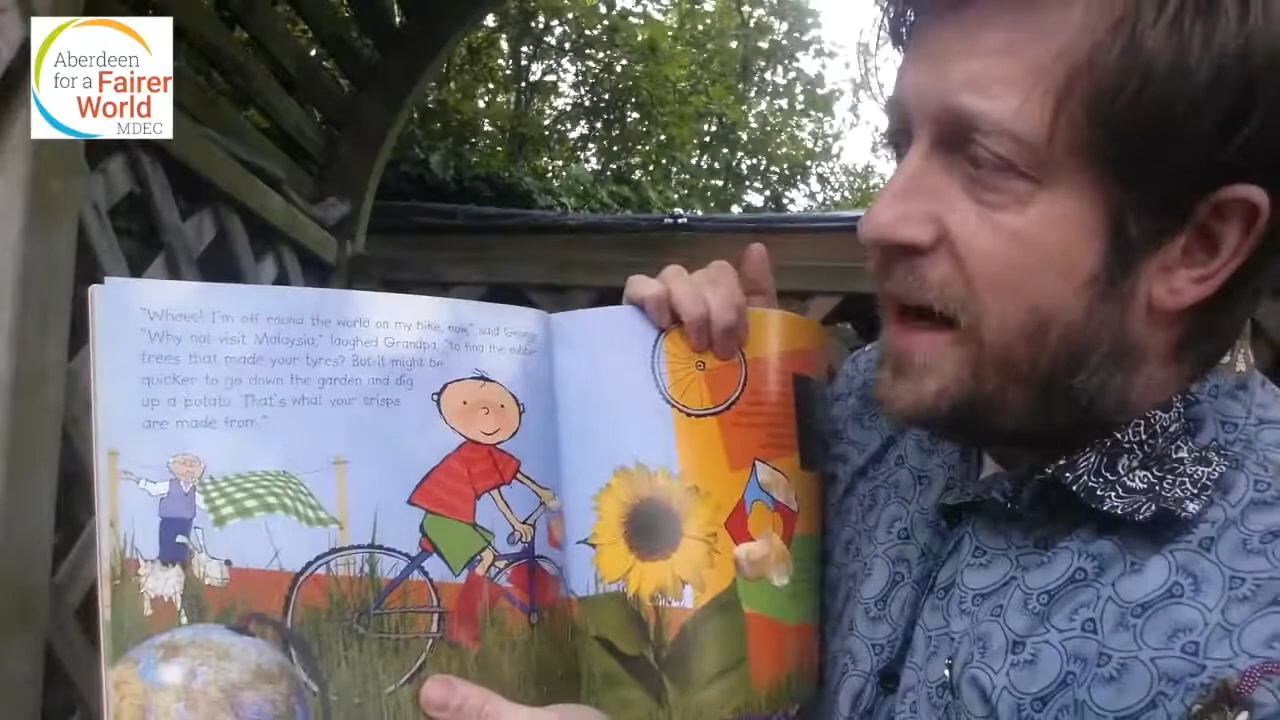 Aberdeen
for a Fairer
World
MDEC
"Wheee! I'm off round the world on my bike, now," said George.
"Why not visit Malaysia," laughed Grandpa, "to find the rubber
trees that made your tyres? But it might be
quicker to go down the garden and dig
up a potato. That's what your crisps
are made from."